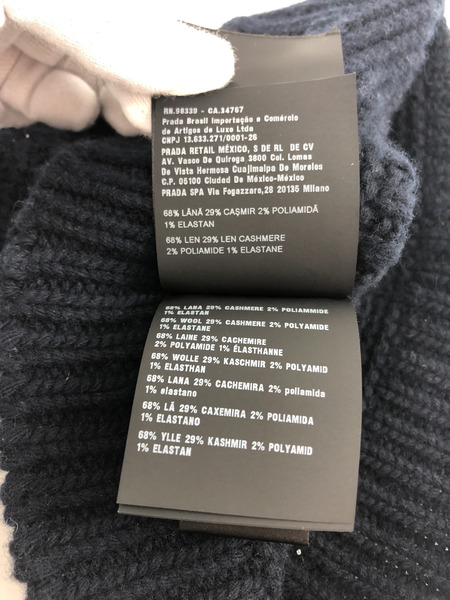 RN.98339 - CA.34767
Prada Brasil Importação e Comércio
de Artigos de Luxo Ltda
CNPJ 13.633.271/0001-26
PRADA RETAIL MÉXICO, S DE RL DE CV
AV. Vasco De Quiroga 3800 Col. Lomas
De Vista Hermosa Cuajimalpa De Morelos
C.P. 05100 Ciudad De México-México
PRADA SPA Via Fogazzaro,28 20135 Milano
68% LÂNĂ 29% CAŞMIR 2% POLIAMIDĂ
1% ELASTAN
68% LEN 29% LEN CASHMERE
2% POLIAMIDE 1% ELASTANE
68% LANA 29% CASHMERE 2% POLIAMMIDE
1% ELASTAN
68% WOOL 29% CASHMERE 2% POLYAMIDE
1% ELASTANE
68% LAINE 29% CACHEMIRE
2% POLYAMIDE 1% ÉLASTHANNE
68% WOLLE 29% KASCHMIR 2% POLYAMID
1% ELASTHAN
68% LANA 29% CACHEMIRA 2% poliamida
1% elastano
68% LÃ 29% CAXEMIRA 2% POLIAMIDA
1% ELASTANO
68% YLLE 29% KASHMIR 2% POLYAMID
1% ELASTAN